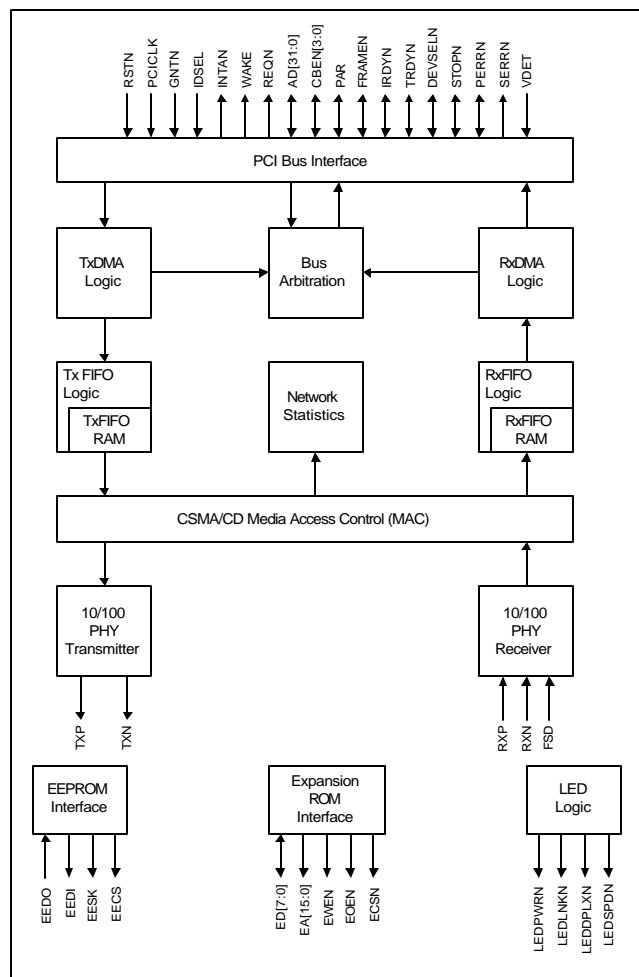 RSTN
PCICLK
GNTN
IDSEL
INTAN
WAKE
REQN
AD[31:0]
CBEN[3:0]
PAR
FRAMEN
IRDYN
TRDYN
DEVSELN
STOPN
PERRN
SERRN
VDET
PCI Bus Interface
TxDMA
Logic
Bus
Arbitration
RxDMA
Logic
Tx FIFO
Logic
TxFIFO
RAM
Network
Statistics
RxFIFO
Logic
RxFIFO
RAM
CSMA/CD Media Access Control (MAC)
10/100
PHY
Transmitter
10/100
PHY
Receiver
TXP
TXN
RXP
RXN
FSD
EEPROM
Interface
Expansion
ROM
Interface
LED
Logic
EEDO
EEDI
EESK
EECS
ED[7:0]
EA[15:0]
EWEN
EOEN
ECSN
LEDPWRN
LEDLNKN
LEDDPLXN
LEDSPDN